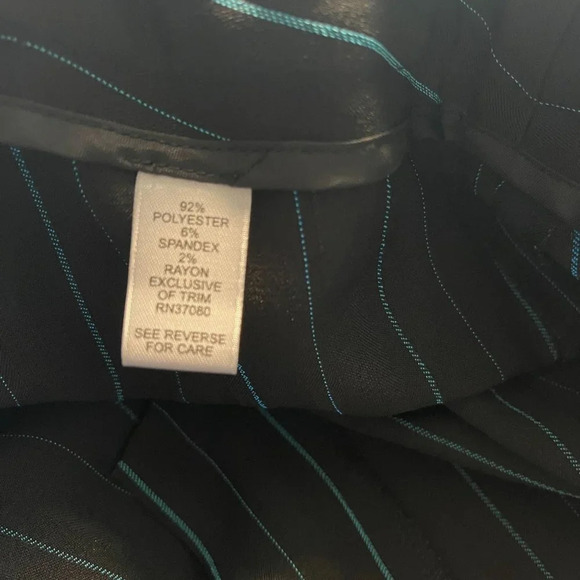 92%
POLYESTER
6%
SPANDEX
2%
RAYON
EXCLUSIVE
OF TRIM
RN37080
SEE REVERSE
FOR CARE